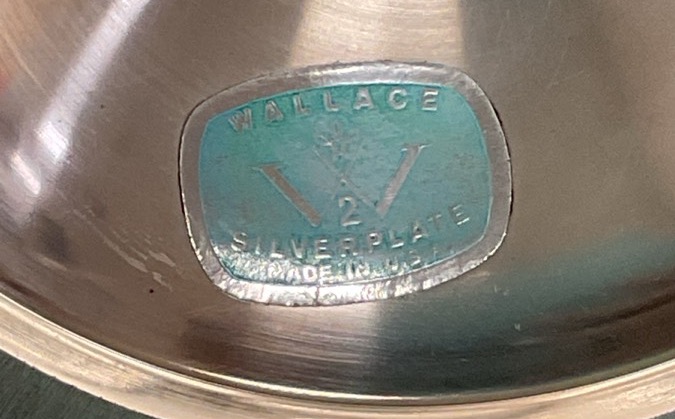 WALLACE
W
2
SILVERPLATE
MADE IN U.S.A.